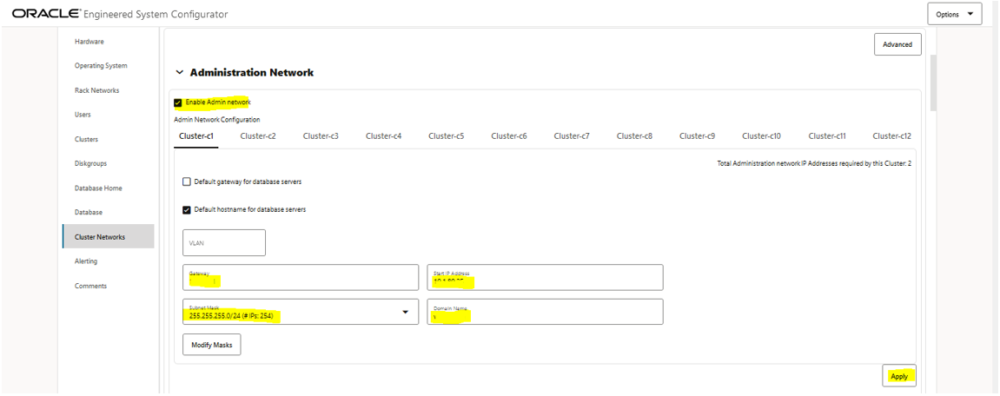 ORACLE Engineered System Configurator
Options
Hardware
Operating System
Rack Networks
Users
Clusters
Diskgroups
Database Home
Database
Cluster Networks
Alerting
Comments
Advanced
Administration Network
Enable Admin network
Admin Network Configuration
Cluster-c1 Cluster-c2 Cluster-c3 Cluster-c4 Cluster-c5 Cluster-c6 Cluster-c7 Cluster-c8 Cluster-c9 Cluster-c10 Cluster-c11 Cluster-c12
Total Administration network IP Addresses required by this Cluster: 2
Default gateway for database servers
Default hostname for database servers
VLAN
Gateway
Start IP Address
Subnet Mask
255.255.255.0/24 (# IPs: 254)
Domain Name
Modify Masks
Apply